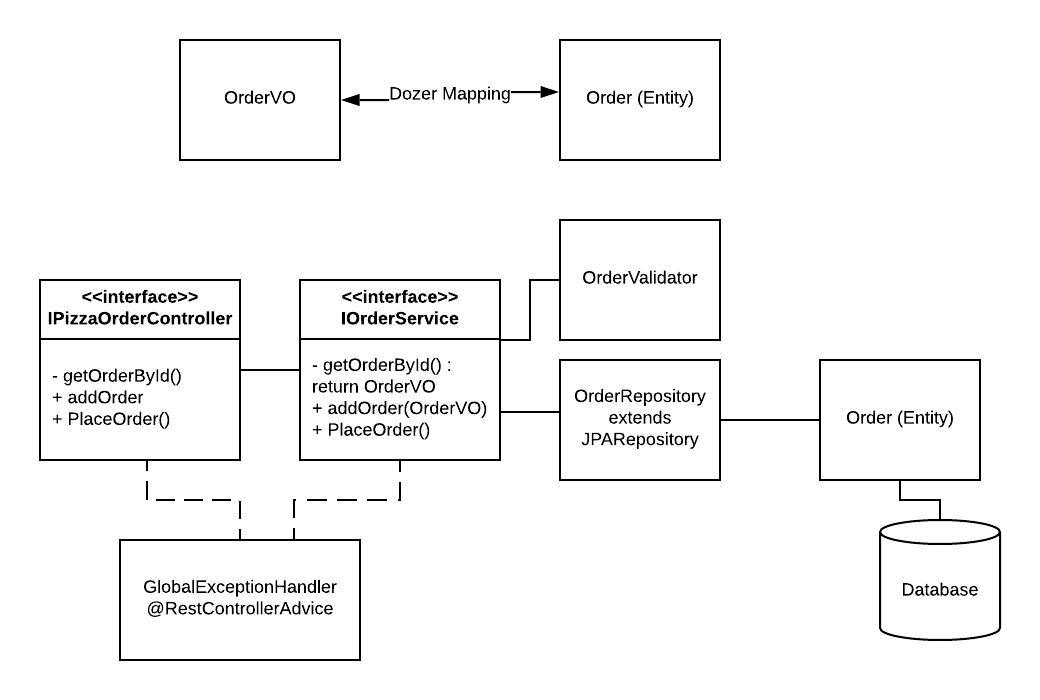 OrderVO
Dozer Mapping
Order (Entity)
OrderValidator
<<interface>>
IPizzaOrderController
- getOrderById()
+ addOrder
+ PlaceOrder()
<<interface>>
IOrderService
- getOrderById() :
return OrderVO
+ addOrder(OrderVO)
+ PlaceOrder()
OrderRepository
extends
JPARepository
Order (Entity)
GlobalExceptionHandler
@RestControllerAdvice
Database